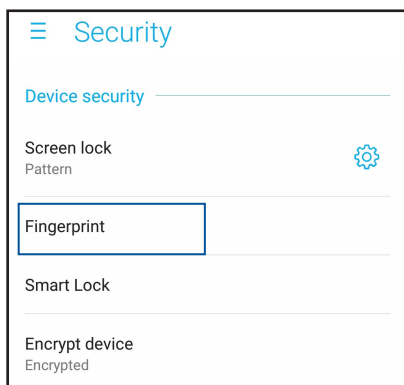 Security
Device security
Screen lock
Pattern
Fingerprint
Smart Lock
Encrypt device
Encrypted